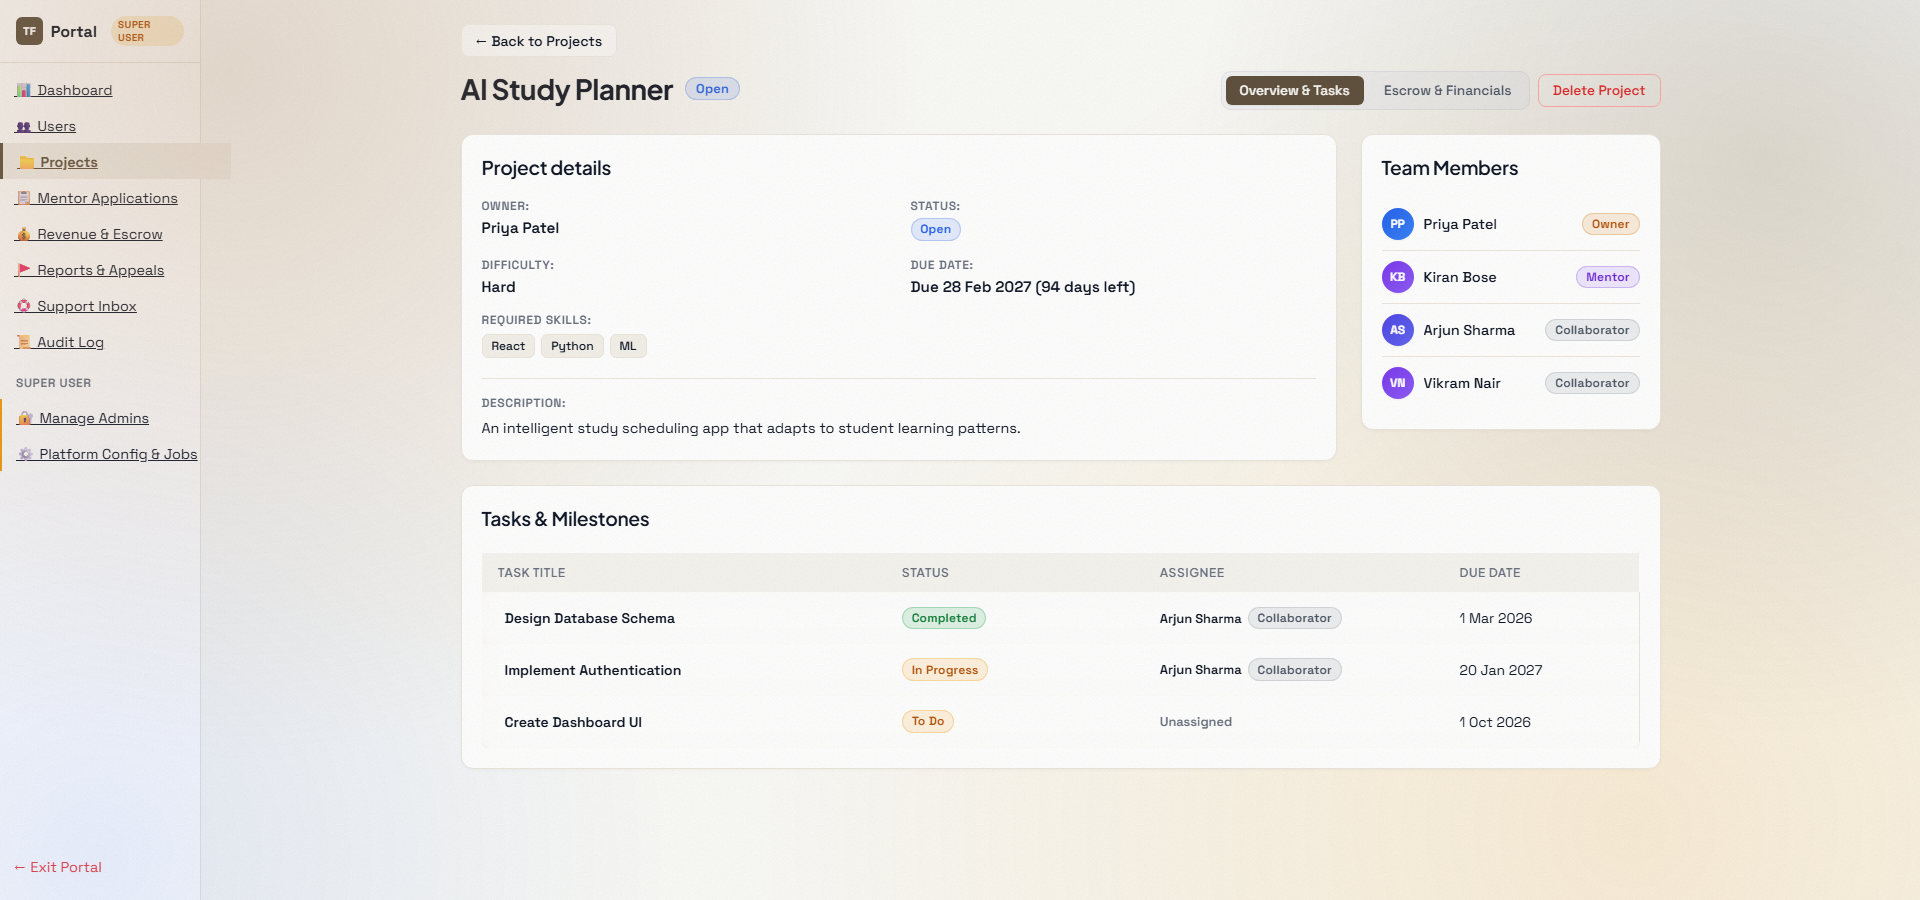 TF Portal SUPER USER
Dashboard
Users
Projects
Mentor Applications
Revenue & Escrow
Reports & Appeals
Support Inbox
Audit Log
SUPER USER
Manage Admins
Platform Config & Jobs
← Exit Portal
← Back to Projects
AI Study Planner Open
Overview & Tasks Escrow & Financials Delete Project
Project details
OWNER:
Priya Patel
STATUS:
Open
DIFFICULTY:
Hard
DUE DATE:
Due 28 Feb 2027 (94 days left)
REQUIRED SKILLS:
React Python ML
DESCRIPTION:
An intelligent study scheduling app that adapts to student learning patterns.
Team Members
PP Priya Patel Owner
KB Kiran Bose Mentor
AS Arjun Sharma Collaborator
VN Vikram Nair Collaborator
Tasks & Milestones
TASK TITLE STATUS ASSIGNEE DUE DATE
Design Database Schema Completed Arjun Sharma Collaborator 1 Mar 2026
Implement Authentication In Progress Arjun Sharma Collaborator 20 Jan 2027
Create Dashboard UI To Do Unassigned 1 Oct 2026